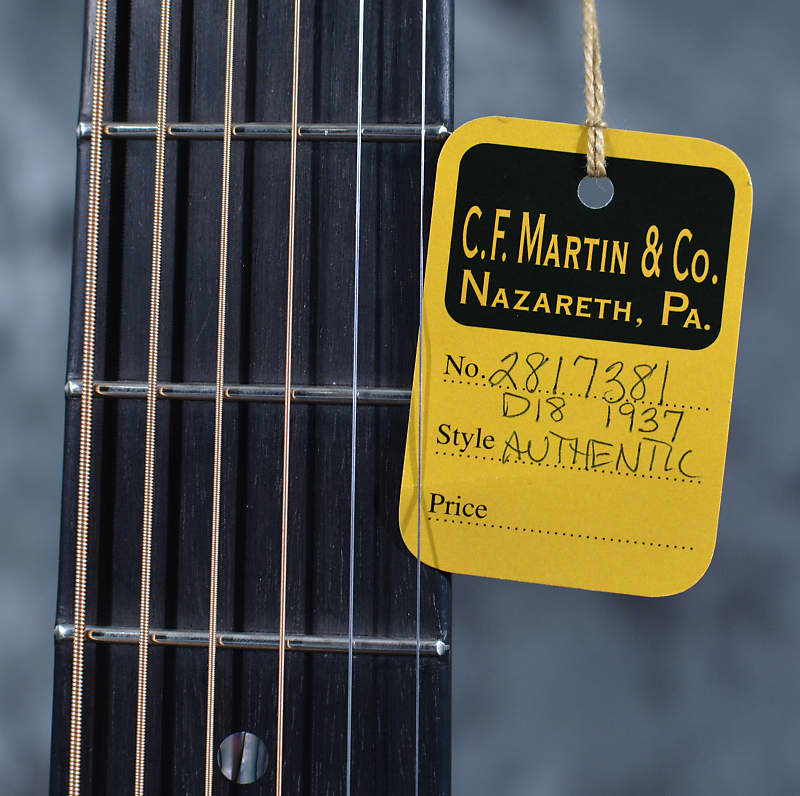 C.F. MARTIN & CO.
NAZARETH, PA.
No. 2817381
D18 1937
Style AUTHENTIC
Price